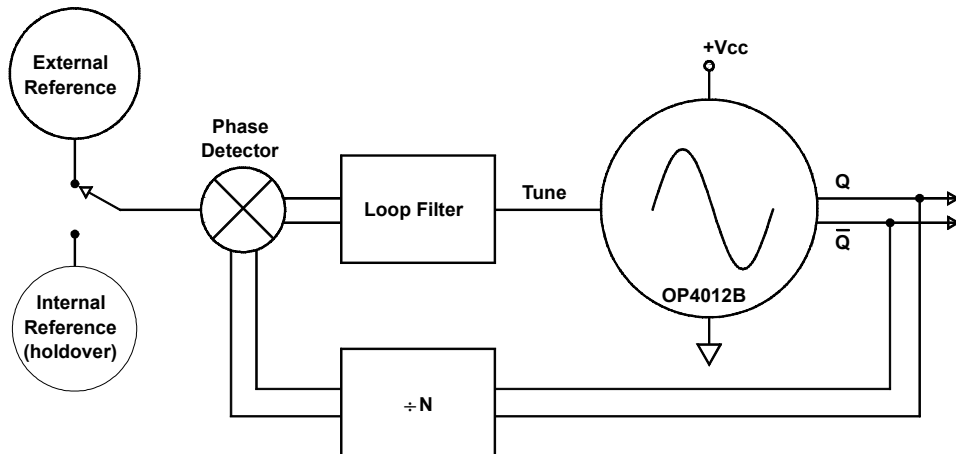 External
Reference
Phase
Detector
Loop Filter
Tune
+Vcc
OP4012B
Q
Q̅
Internal
Reference
(holdover)
÷N